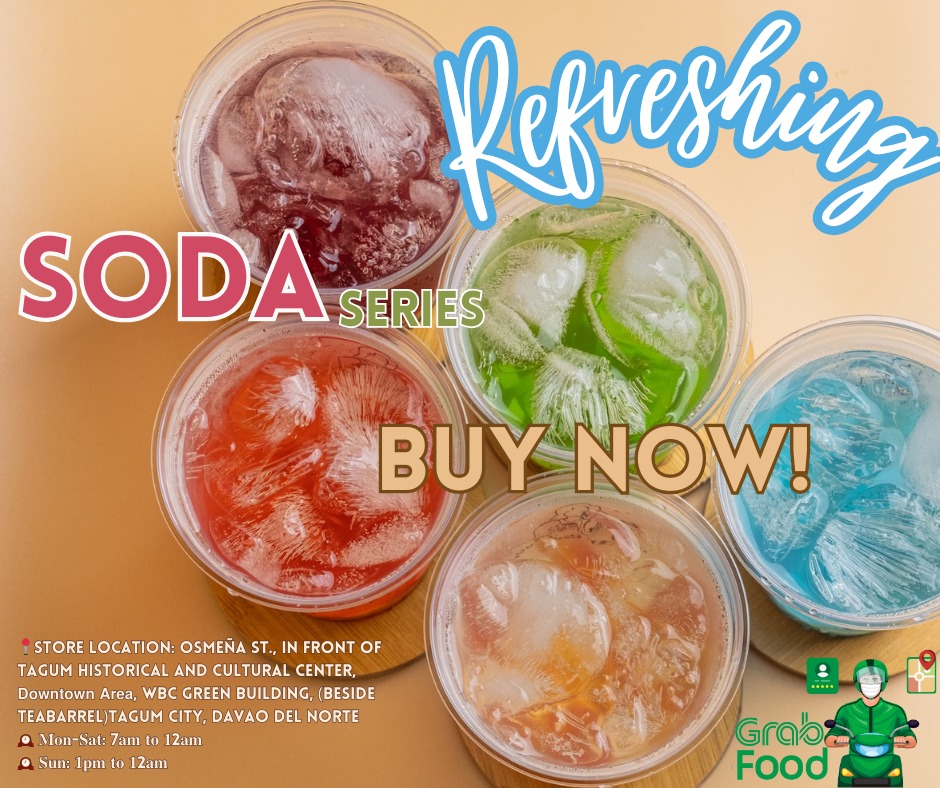 Refreshing
SODA SERIES
BUY NOW!
📍STORE LOCATION: OSMEÑA ST., IN FRONT OF
TAGUM HISTORICAL AND CULTURAL CENTER,
Downtown Area, WBC GREEN BUILDING, (BESIDE
TEABARREL)TAGUM CITY, DAVAO DEL NORTE
🕰 Mon-Sat: 7am to 12am
🕰 Sun: 1pm to 12am
Grab
Food